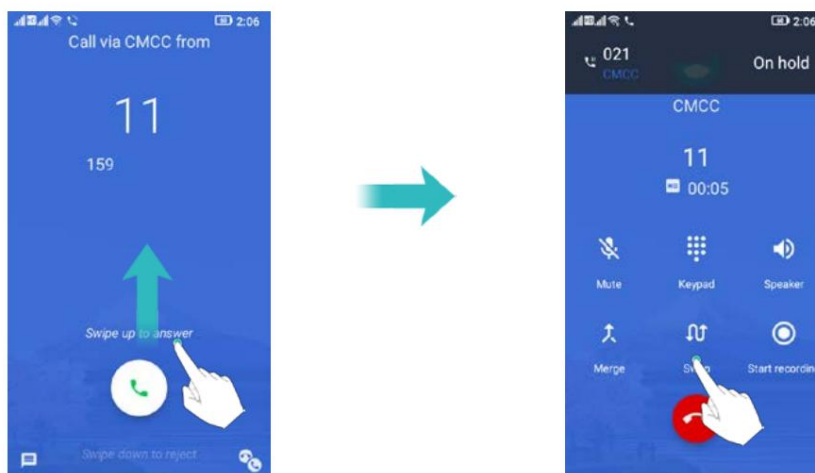 2:06
Call via CMCC from
11
159
Swipe up to answer
Swipe down to reject
2:06
021
CMCC
On hold
CMCC
11
00:05
Mute
Keypad
Speaker
Merge
Start recordin